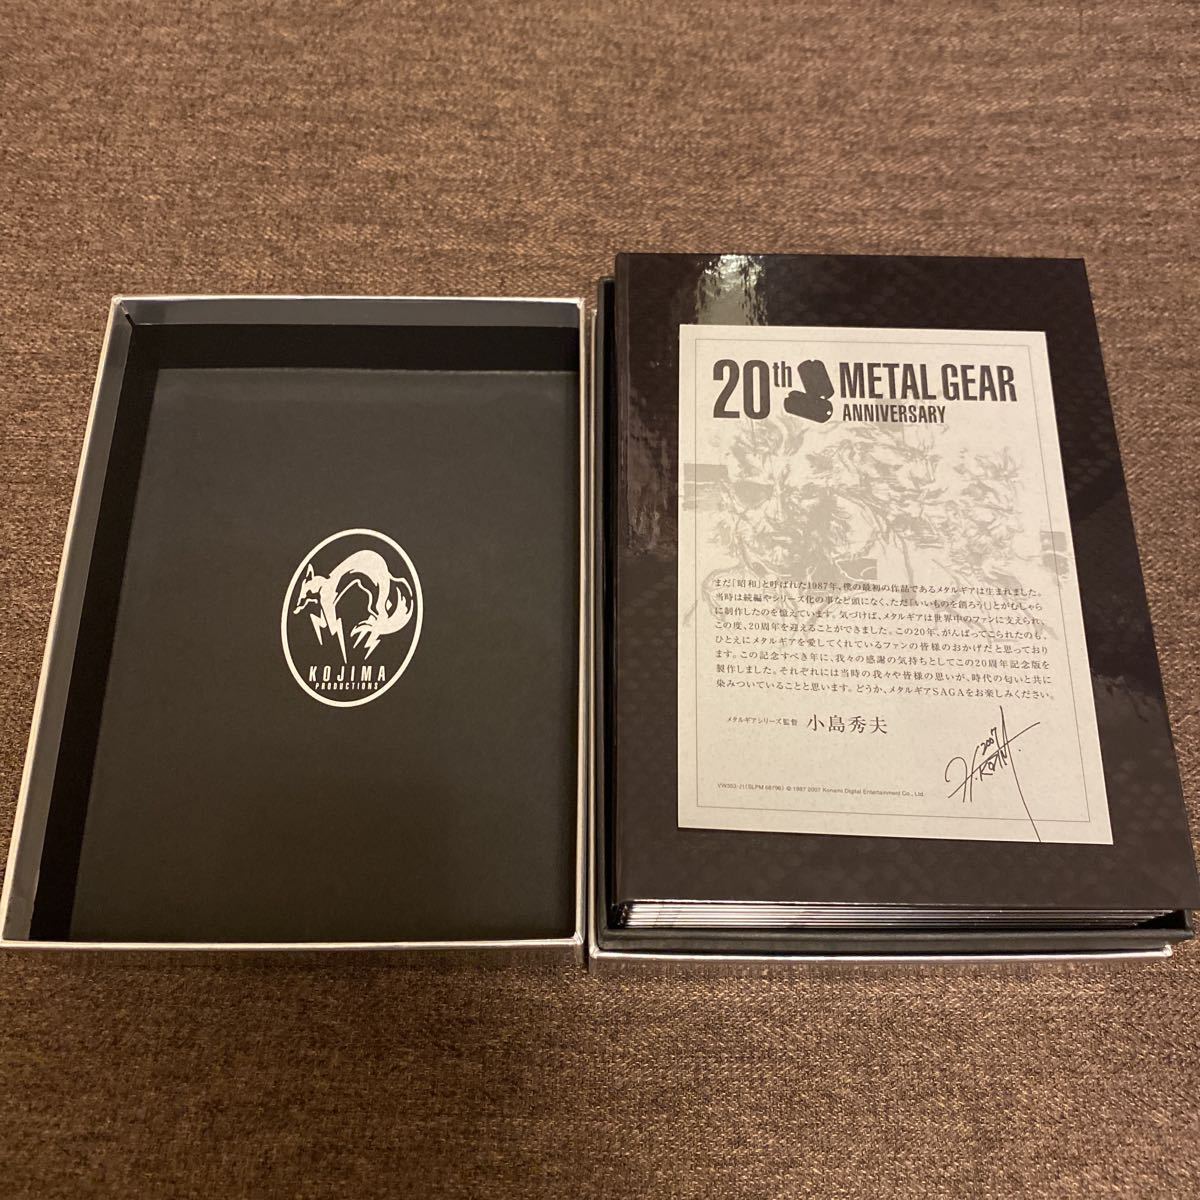 KOJIMA
PRODUCTIONS
20th METAL GEAR
ANNIVERSARY
まだ「昭和」と呼ばれた1987年、僕の最初の作品であるメタルギアは生まれました。
当時は続編やシリーズ化の事など頭になく、ただ「いいものを創ろう!」とがむしゃら
に制作したのを憶えています。気づけば、メタルギアは世界中のファンに支えられ、
この度、20周年を迎えることができました。この20年、がんばってこられたのも、
ひとえにメタルギアを愛してくれているファンの皆様のおかげだと思っており
ます。この記念すべき年に、我々の感謝の気持ちとしてこの20周年記念版を
製作しました。それぞれには当時の我々や皆様の思いが、時代の匂いと共に
染みついていることと思います。どうか、メタルギアSAGAをお楽しみください。
メタルギアシリーズ監督 小島秀夫
2007
VW353-J1(SLPM 68796) © 1987 2007 Konami Digital Entertainment Co., Ltd.